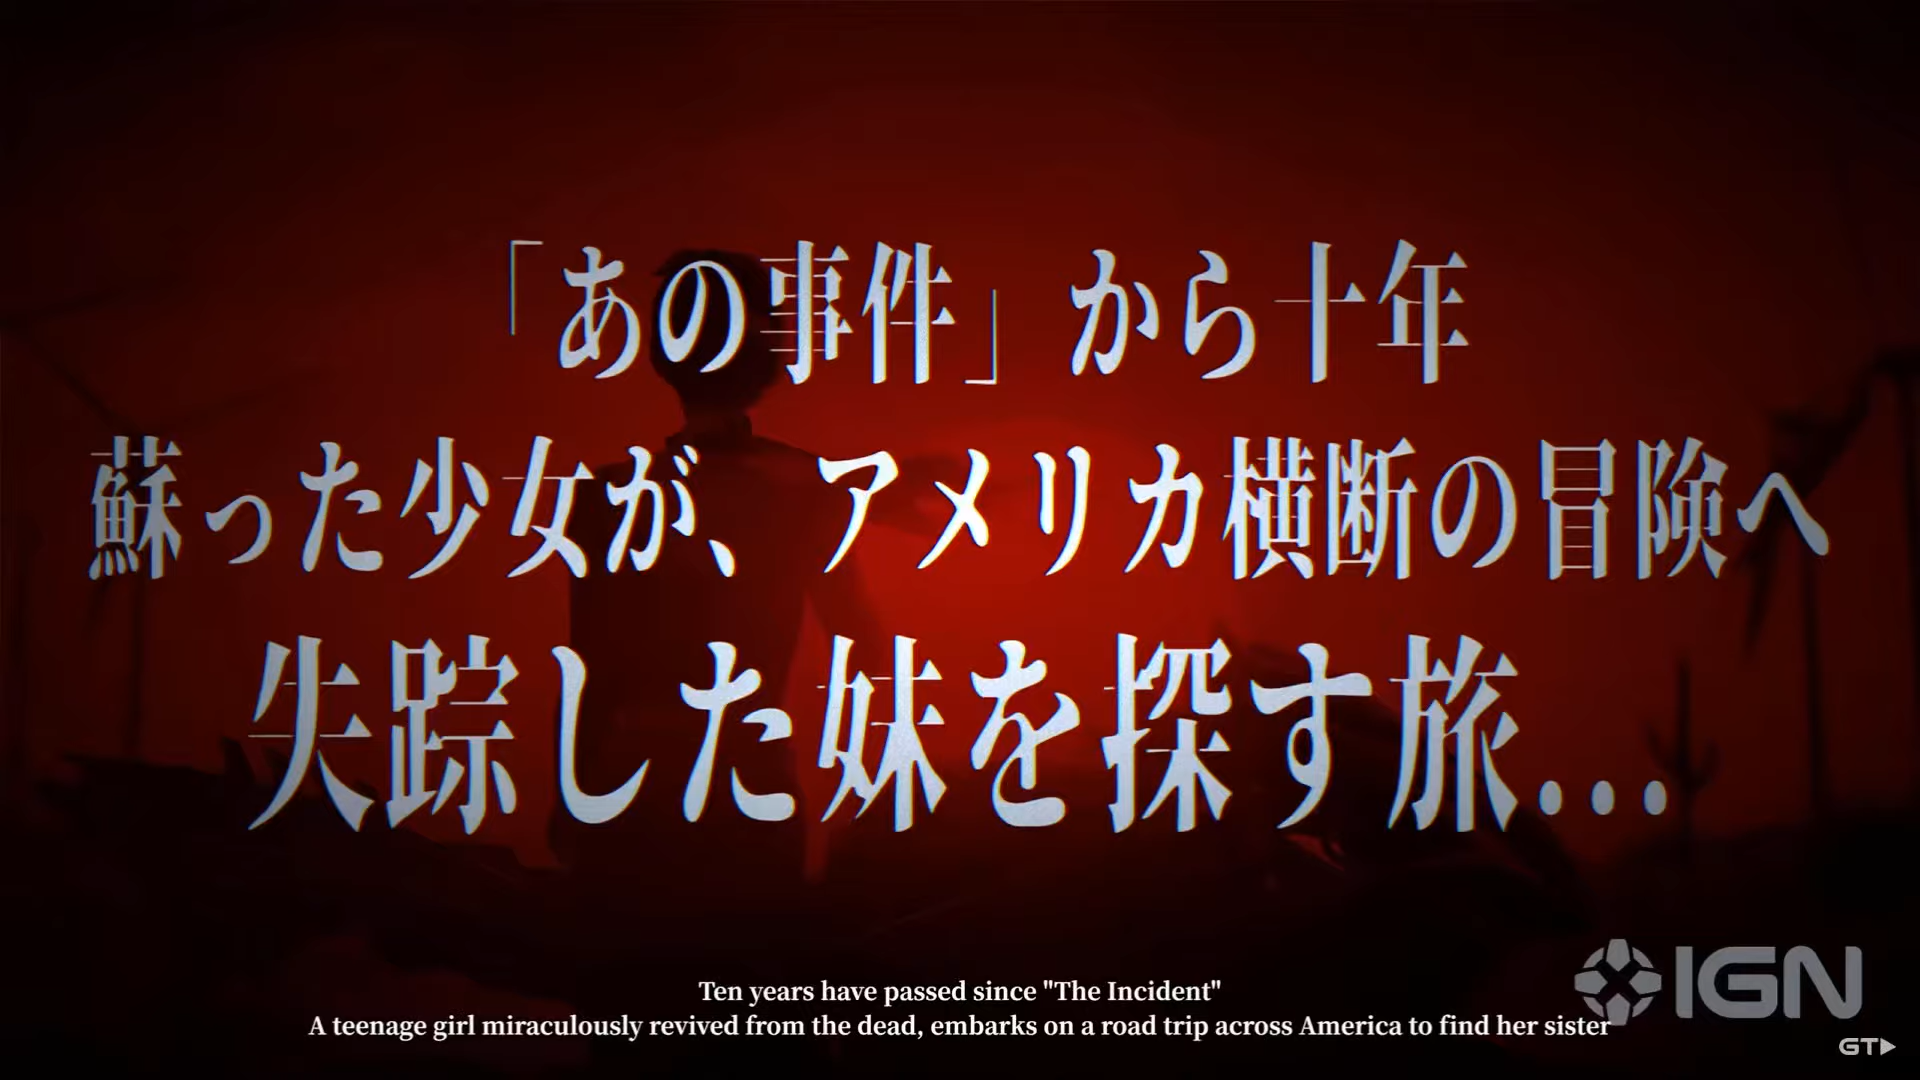 「あの事件」から十年
蘇った少女が、アメリカ横断の冒険へ
失踪した妹を探す旅...
Ten years have passed since "The Incident"
A teenage girl miraculously revived from the dead, embarks on a road trip across America to find her sister
IGN
GT